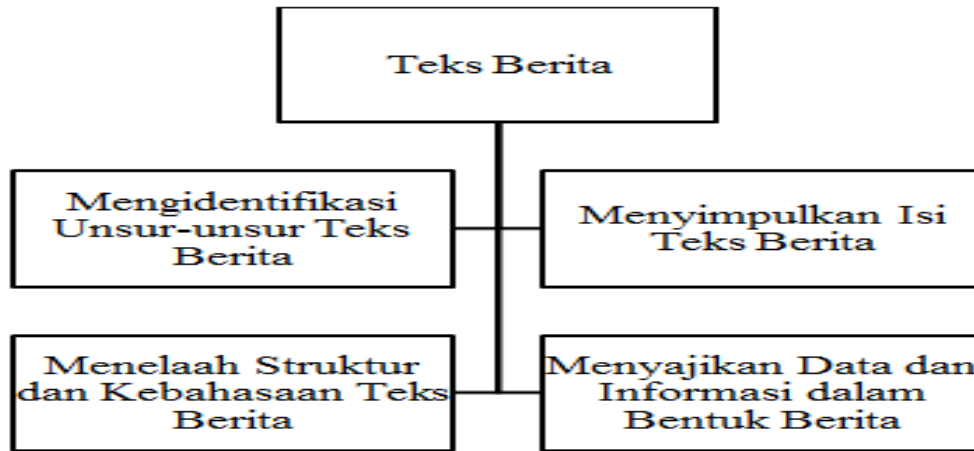 Teks Berita
Mengidentifikasi
Unsur-unsur Teks
Berita
Menyimpulkan Isi
Teks Berita
Menelaah Struktur
dan Kebahasaan Teks
Berita
Menyajikan Data dan
Informasi dalam
Bentuk Berita